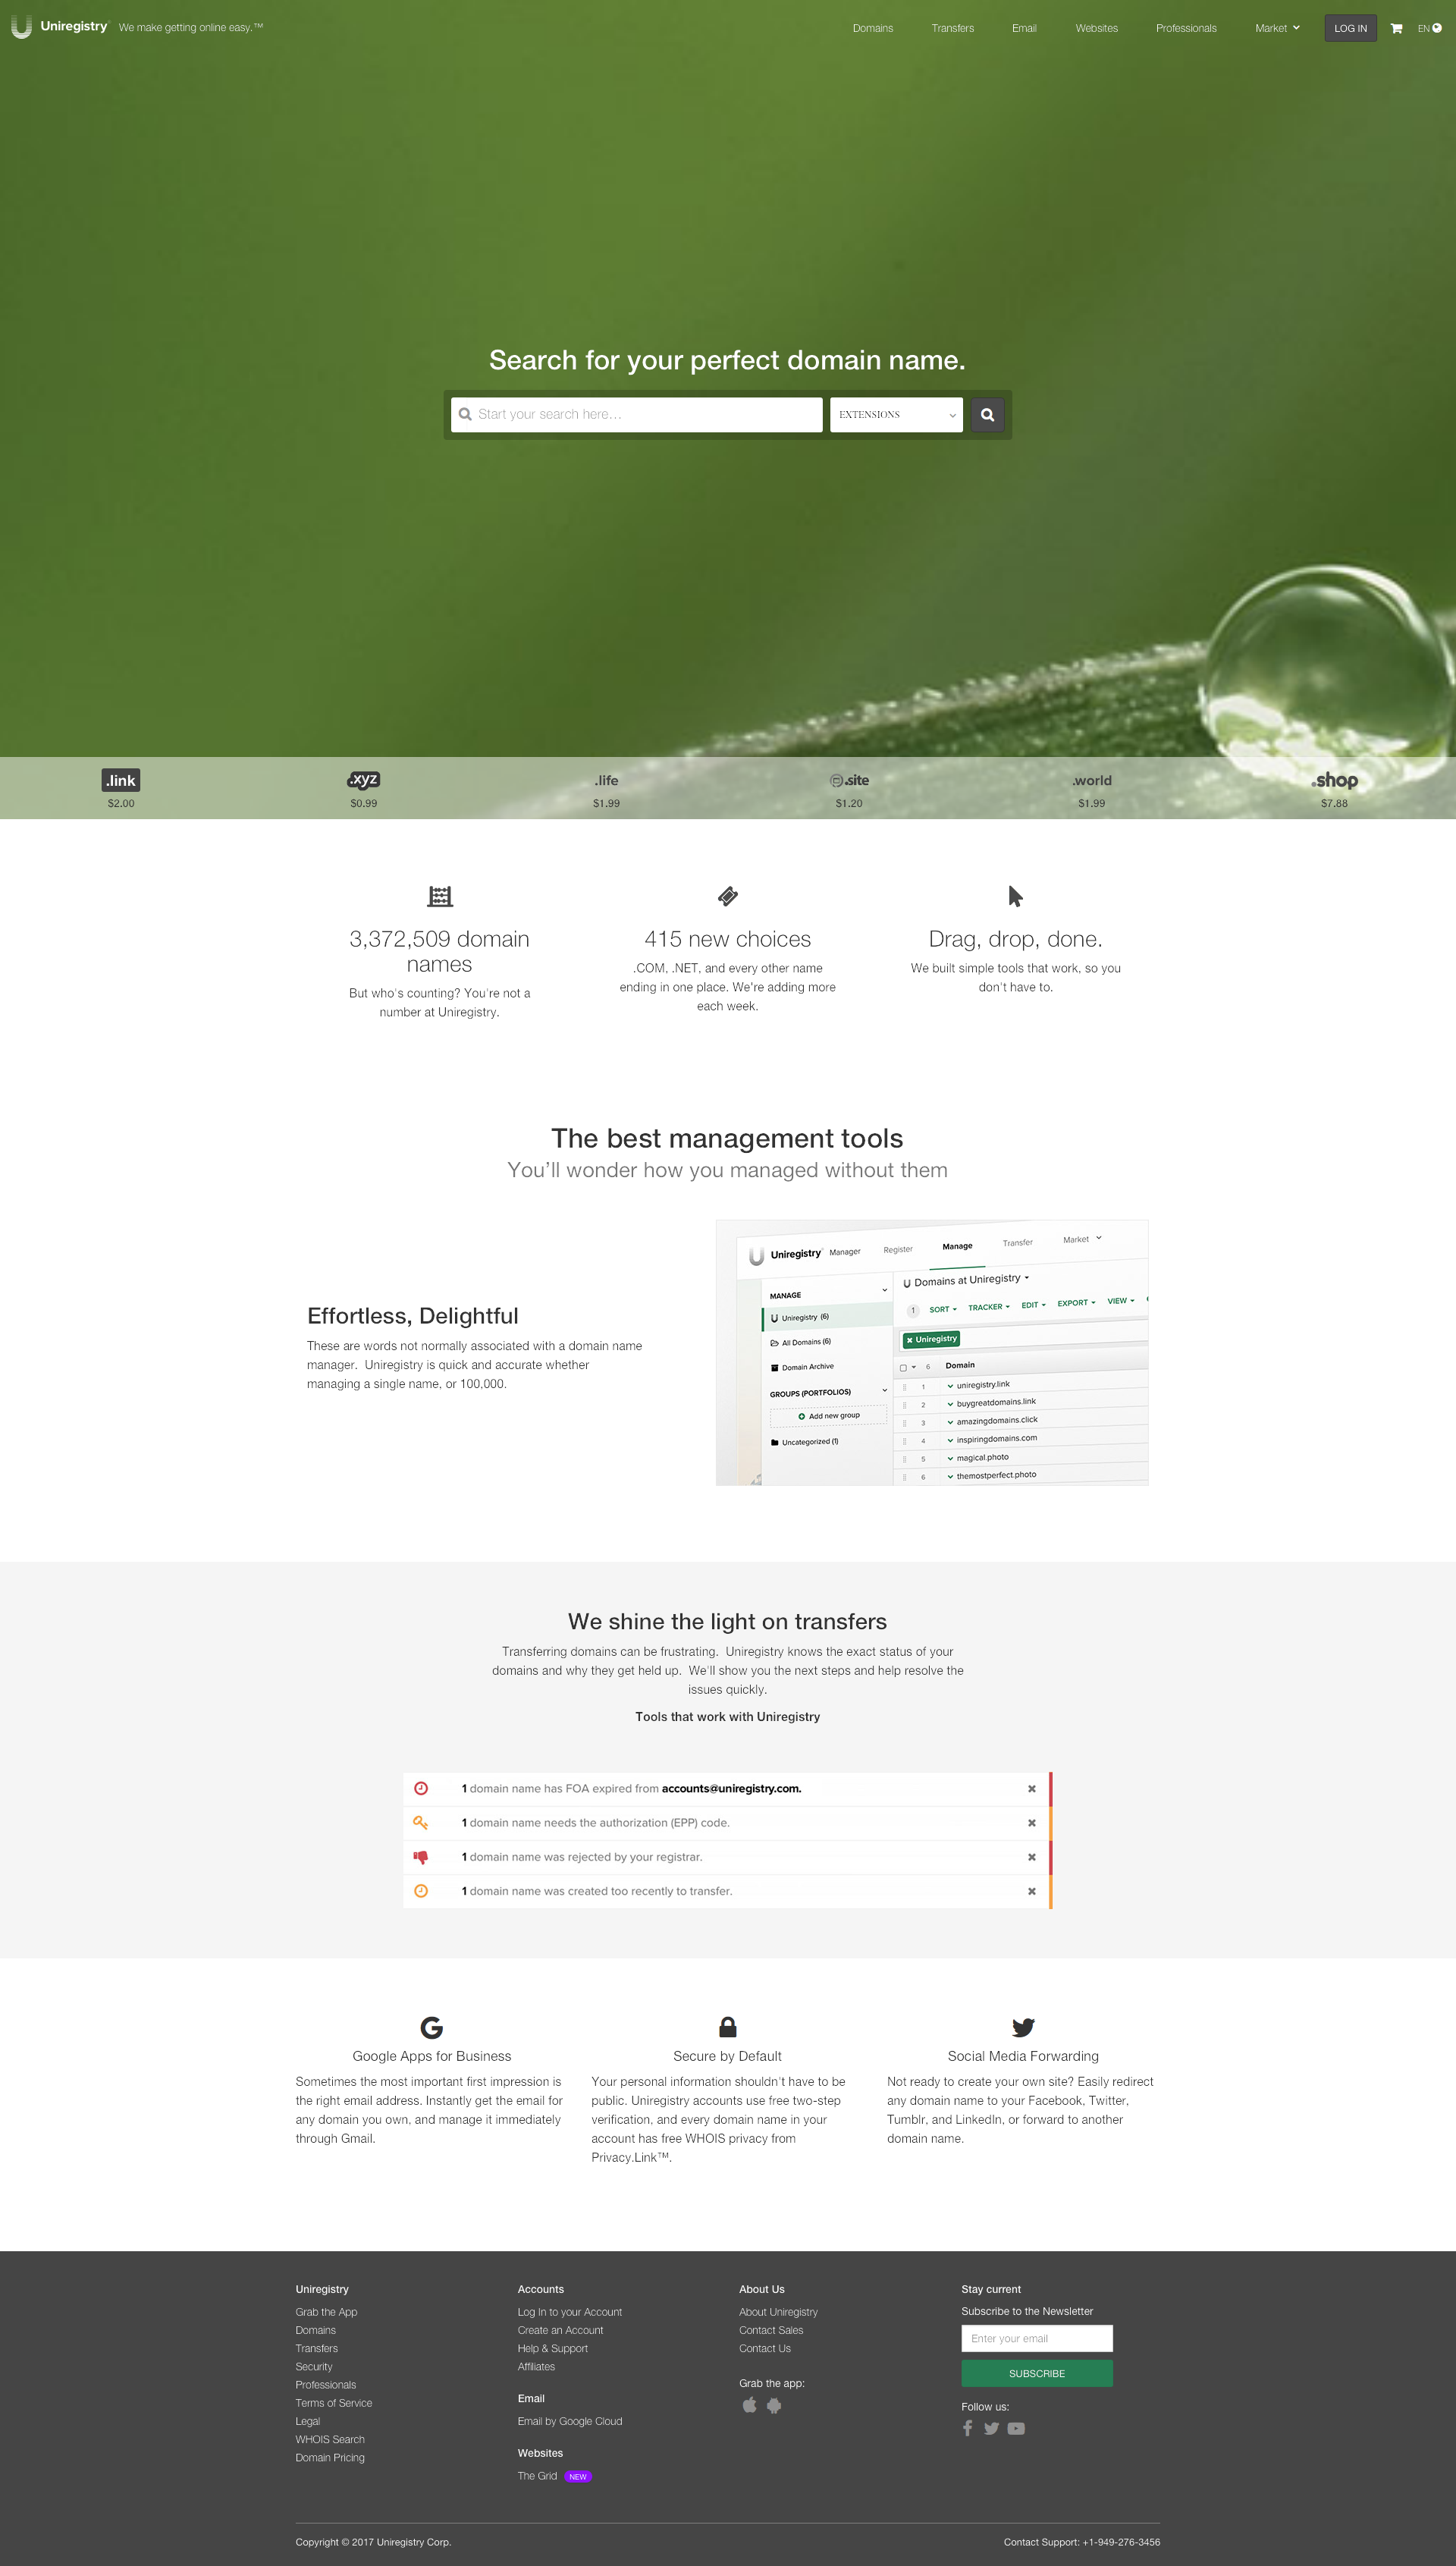 Uniregistry We make getting online easy.™
Domains Transfers Email Websites Professionals Market LOG IN EN
Search for your perfect domain name.
Start your search here...
EXTENSIONS
.link .xyz .life .site .world .shop
$2.00 $0.99 $1.99 $1.20 $1.99 $7.88
3,372,509 domain
names
But who's counting? You're not a
number at Uniregistry.
415 new choices
.COM, .NET, and every other name
ending in one place. We're adding more
each week.
Drag, drop, done.
We built simple tools that work, so you
don't have to.
The best management tools
You'll wonder how you managed without them
Effortless, Delightful
These are words not normally associated with a domain name
manager.  Uniregistry is quick and accurate whether
managing a single name, or 100,000.
Uniregistry Manager Register Manage Transfer Market
MANAGE
Uniregistry (6)
All Domains (6)
Domain Archive
GROUPS (PORTFOLIOS)
Add new group
Uncategorized (1)
Domains at Uniregistry
1 SORT TRACKER EDIT EXPORT VIEW
Uniregistry
6 Domain
1 uniregistry.link
2 buygreatdomains.link
3 amazingdomains.click
4 inspiringdomains.com
5 magical.photo
6 themostperfect.photo
We shine the light on transfers
Transferring domains can be frustrating.  Uniregistry knows the exact status of your
domains and why they get held up.  We'll show you the next steps and help resolve the
issues quickly.
Tools that work with Uniregistry
1 domain name has FOA expired from accounts@uniregistry.com.
1 domain name needs the authorization (EPP) code.
1 domain name was rejected by your registrar.
1 domain name was created too recently to transfer.
Google Apps for Business
Sometimes the most important first impression is
the right email address. Instantly get the email for
any domain you own, and manage it immediately
through Gmail.
Secure by Default
Your personal information shouldn't have to be
public. Uniregistry accounts use free two-step
verification, and every domain name in your
account has free WHOIS privacy from
Privacy.Link™.
Social Media Forwarding
Not ready to create your own site? Easily redirect
any domain name to your Facebook, Twitter,
Tumblr, and LinkedIn, or forward to another
domain name.
Uniregistry
Grab the App
Domains
Transfers
Security
Professionals
Terms of Service
Legal
WHOIS Search
Domain Pricing
Accounts
Log In to your Account
Create an Account
Help & Support
Affiliates
Email
Email by Google Cloud
Websites
The Grid NEW
About Us
About Uniregistry
Contact Sales
Contact Us
Grab the app:
Stay current
Subscribe to the Newsletter
Enter your email
SUBSCRIBE
Follow us:
Copyright © 2017 Uniregistry Corp.
Contact Support: +1-949-276-3456